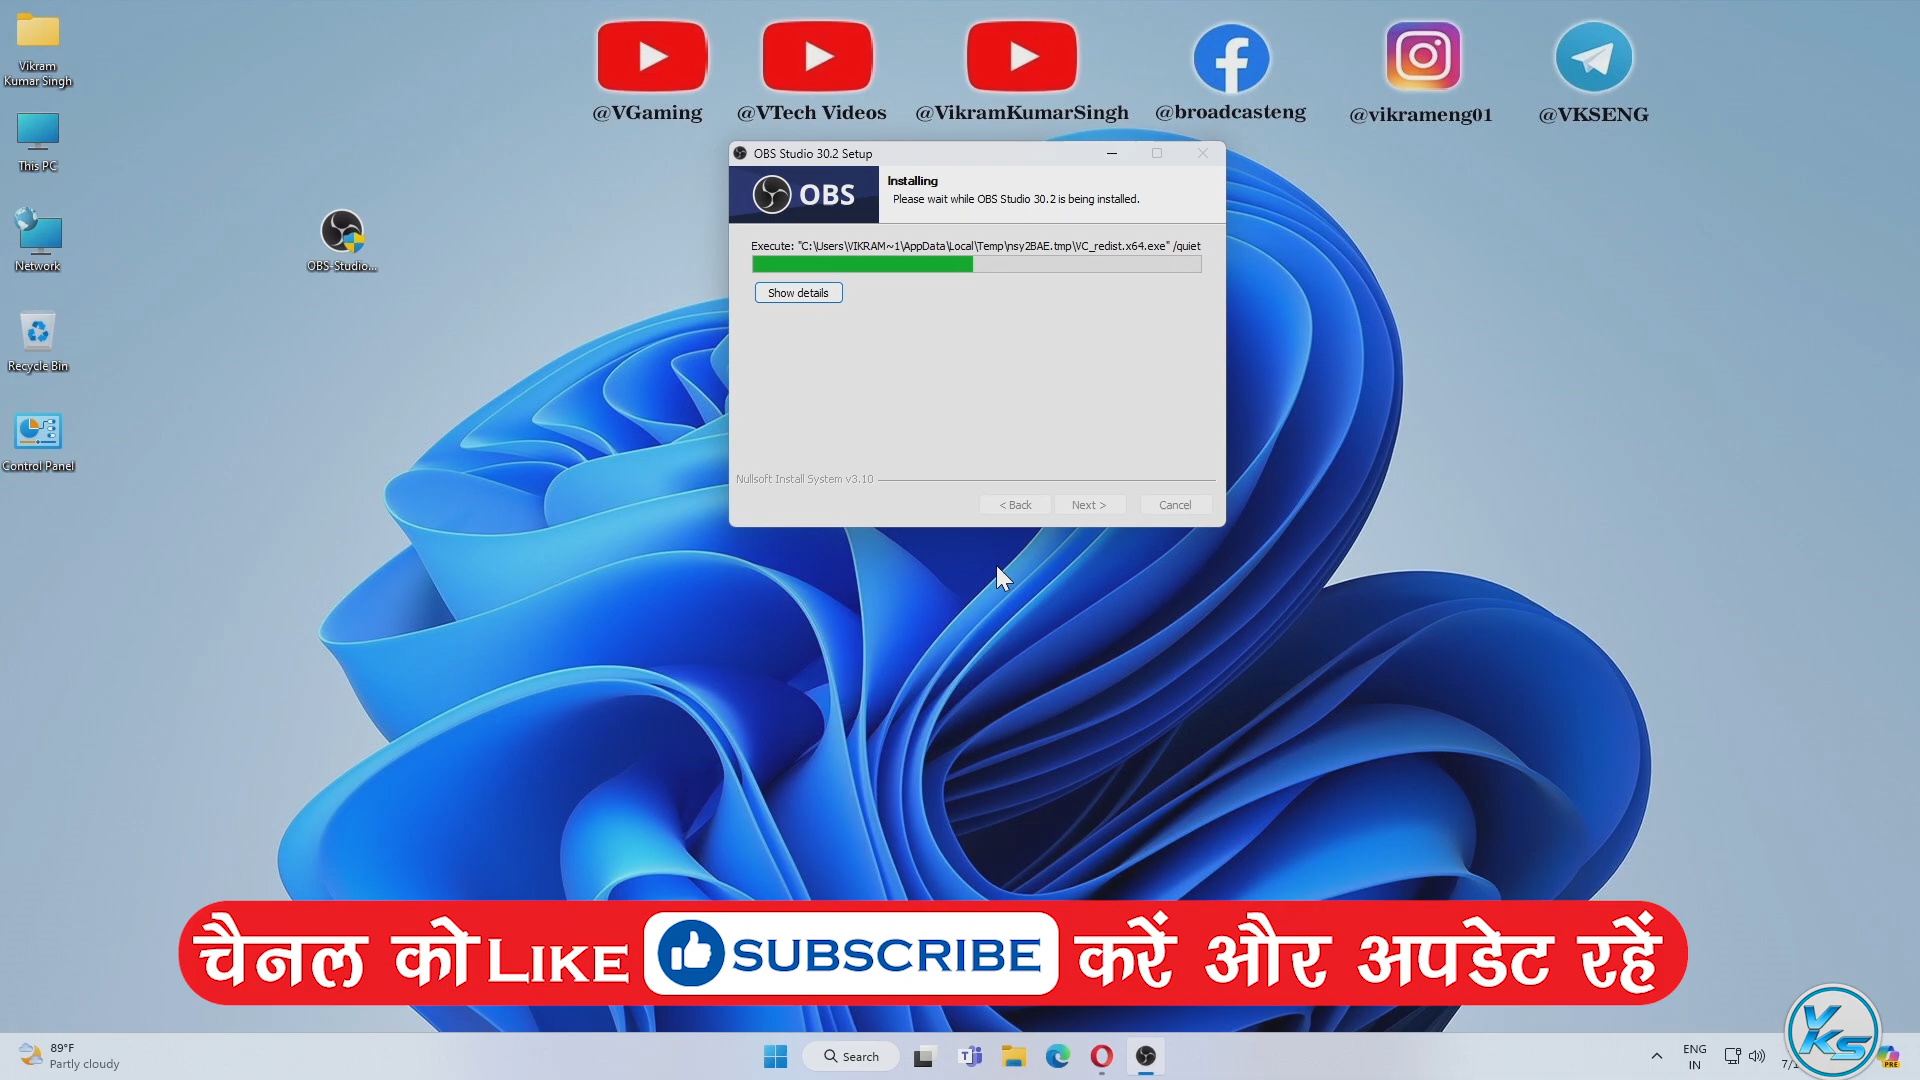 Vikram
Kumar Singh
This PC
Network
Recycle Bin
Control Panel
OBS-Studio...
@VGaming
@VTech Videos
@VikramKumarSingh
@broadcasteng
@vikrameng01
@VKSENG
OBS Studio 30.2 Setup
OBS
Installing
Please wait while OBS Studio 30.2 is being installed.
Execute: "C:\Users\VIKRAM~1\AppData\Local\Temp\nsy2BAE.tmp\VC_redist.x64.exe" /quiet
Show details
Nullsoft Install System v3.10
< Back
Next >
Cancel
चैनल को LIKE SUBSCRIBE करें और अपडेट रहें
89°F
Partly cloudy
Search
ENG
IN
VKS
PRE